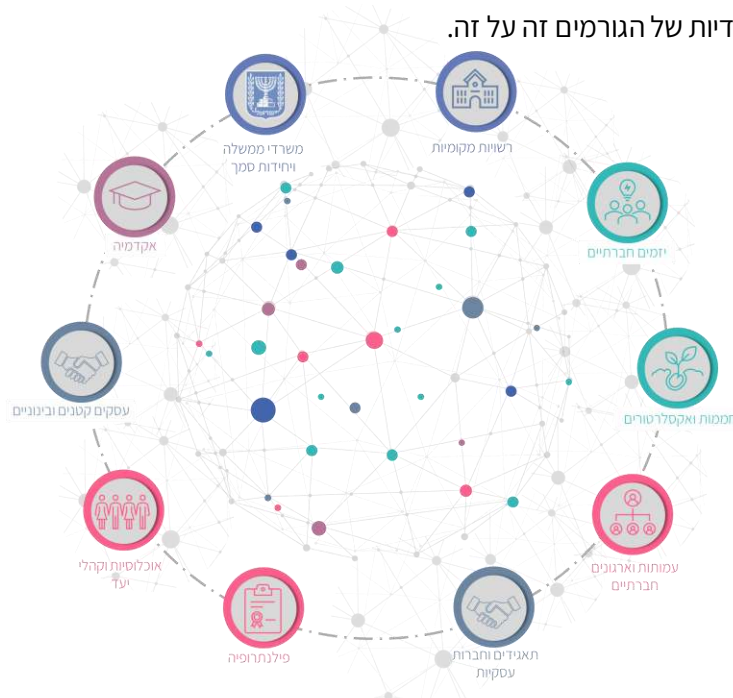 דיות של הגורמים זה על זה.
רשויות מקומיות
משרדי ממשלה
ויחידות סמך
יזמים חברתיים
אקדמיה
חממות ואקסלרטורים
עסקים קטנים ובינוניים
עמותות וארגונים
חברתיים
אוכלוסיות וקהלי
יעד
תאגידים וחברות
עסקיות
פילנתרופיה